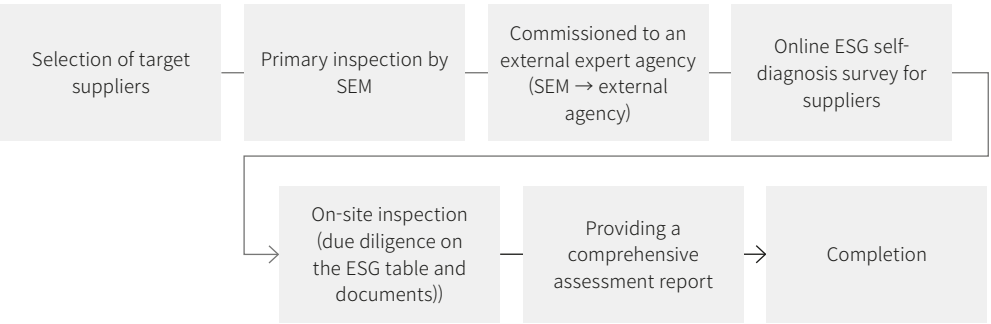 Selection of target
suppliers
Primary inspection by
SEM
Commissioned to an
external expert agency
(SEM → external
agency)
Online ESG self-
diagnosis survey for
suppliers
On-site inspection
(due diligence on
the ESG table and
documents))
Providing a
comprehensive
assessment report
Completion